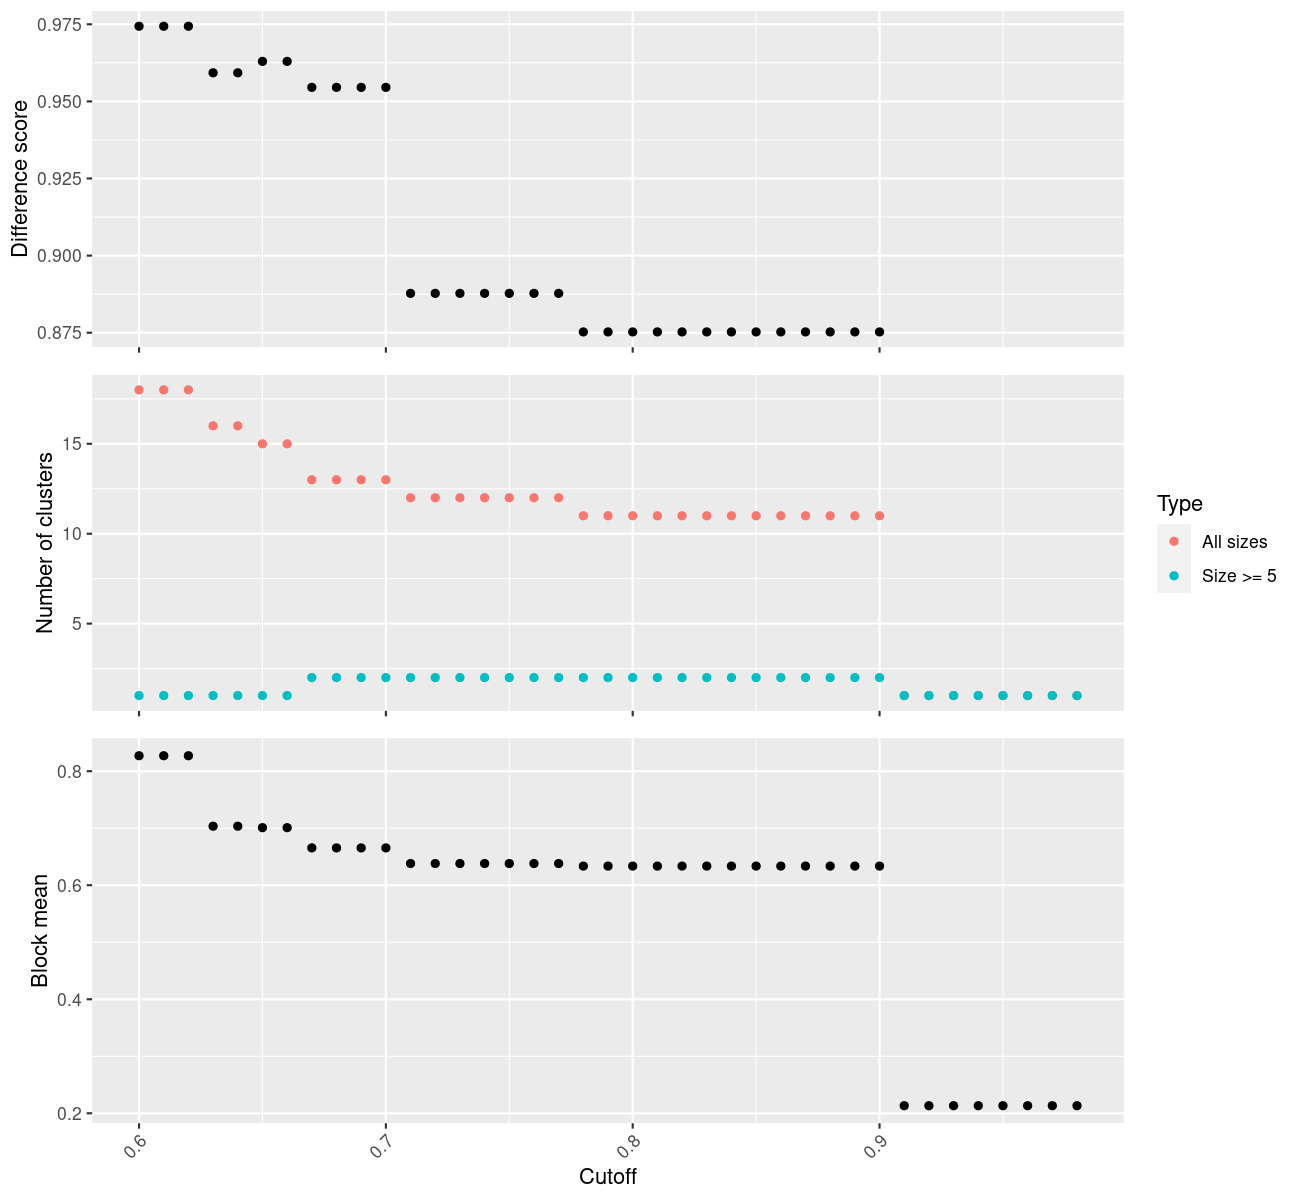 Difference score
0.975
0.950
0.925
0.900
0.875
Number of clusters
15
10
5
Type
All sizes
Size >= 5
Block mean
0.8
0.6
0.4
0.2
0.6 0.7 0.8 0.9
Cutoff